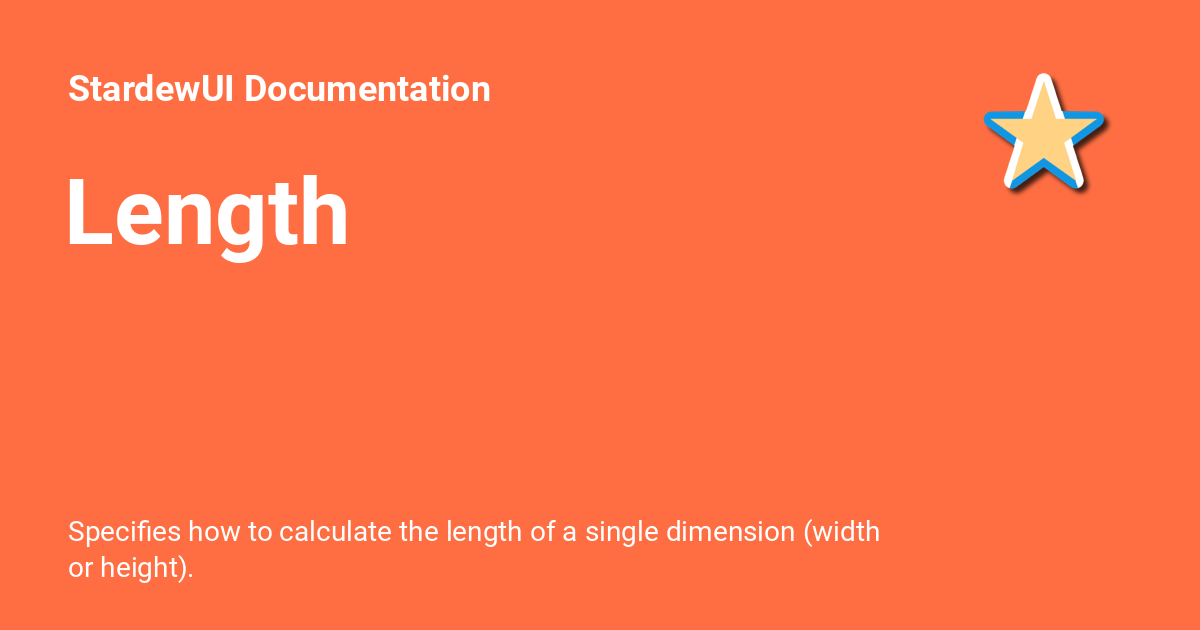 StardewUI Documentation
Length
Specifies how to calculate the length of a single dimension (width
or height).